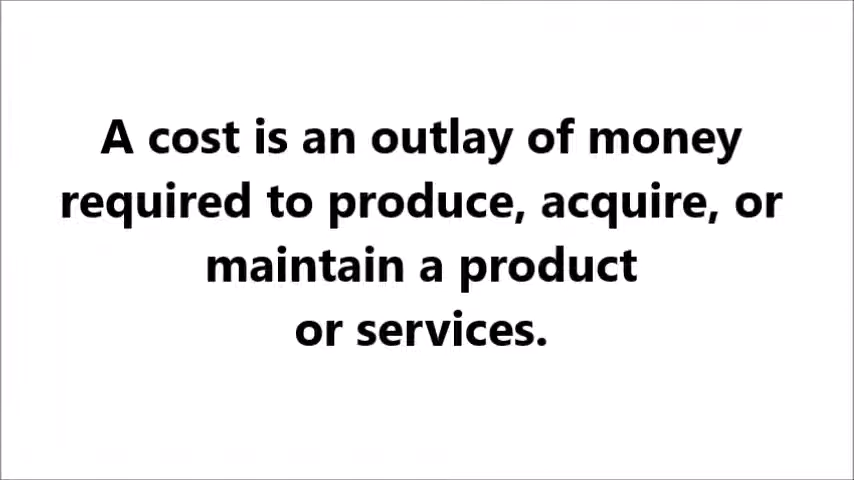 A cost is an outlay of money
required to produce, acquire, or
maintain a product
or services.